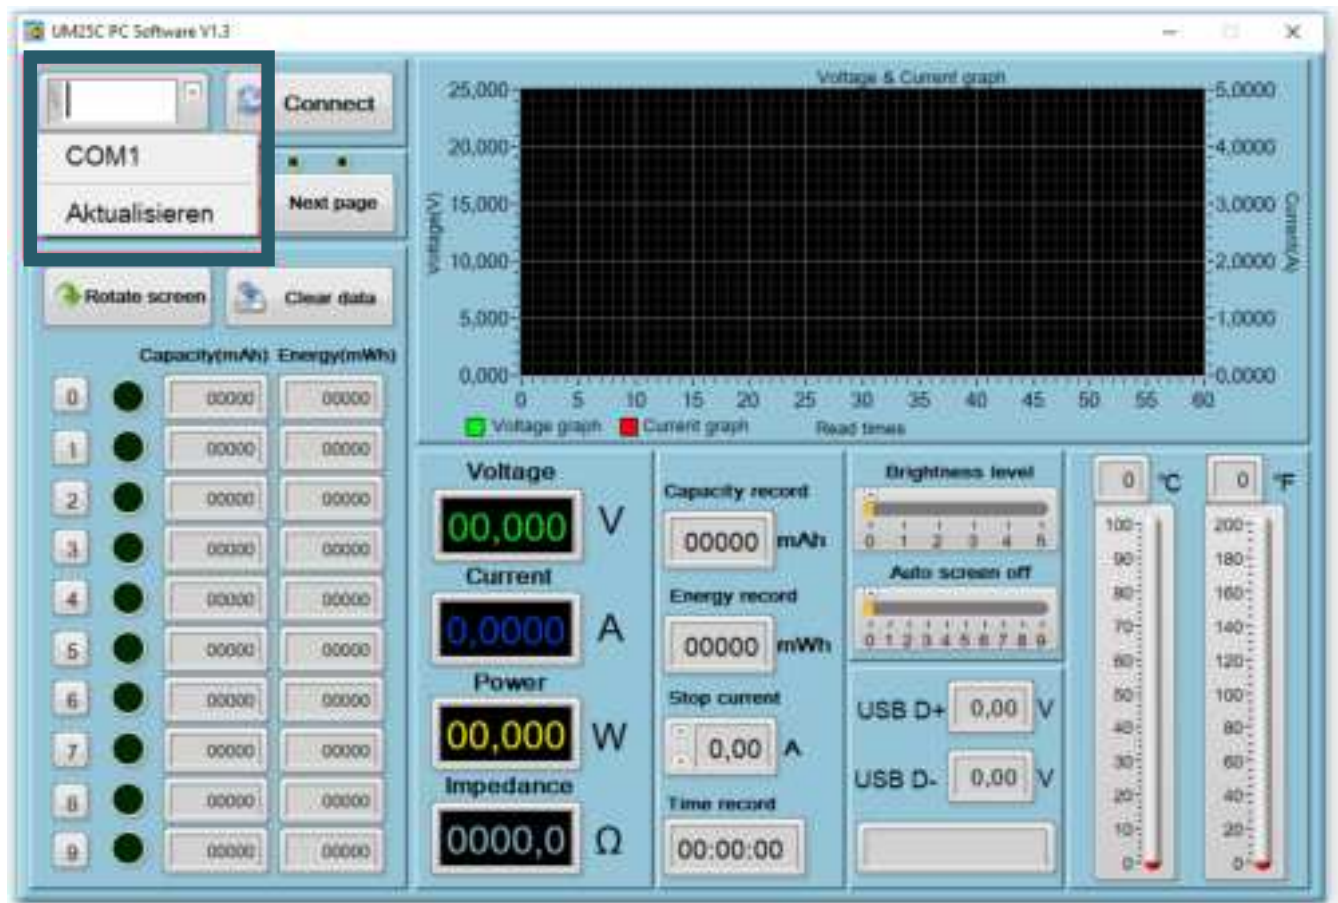 UM25C PC Software V1.3
Connect
COM1
Aktualisieren
Next page
Rotate screen
Clear data
Capacity(mAh) Energy(mWh)
0 00000 00000
1 00000 00000
2 00000 00000
3 00000 00000
4 00000 00000
5 00000 00000
6 00000 00000
7 00000 00000
8 00000 00000
9 00000 00000
Voltage & Current graph
25,000 5,0000
20,000 4,0000
15,000 3,0000
10,000 2,0000
5,000 1,0000
0,000 0,0000
Voltage(V)
Current(A)
0 5 10 15 20 25 30 35 40 45 50 55 60
Voltage graph Current graph Read times
Voltage
00,000 V
Current
0,0000 A
Power
00,000 W
Impedance
0000,0 Ω
Capacity record
00000 mAh
Energy record
00000 mWh
Stop current
0,00 A
Time record
00:00:00
Brightness level
0 1 2 3 4 5
Auto screen off
0 1 2 3 4 5 6 7 8 9
USB D+ 0,00 V
USB D- 0,00 V
0 °C
100
90
80
70
60
50
40
30
20
10
0
0 °F
200
180
160
140
120
100
80
60
40
20
0